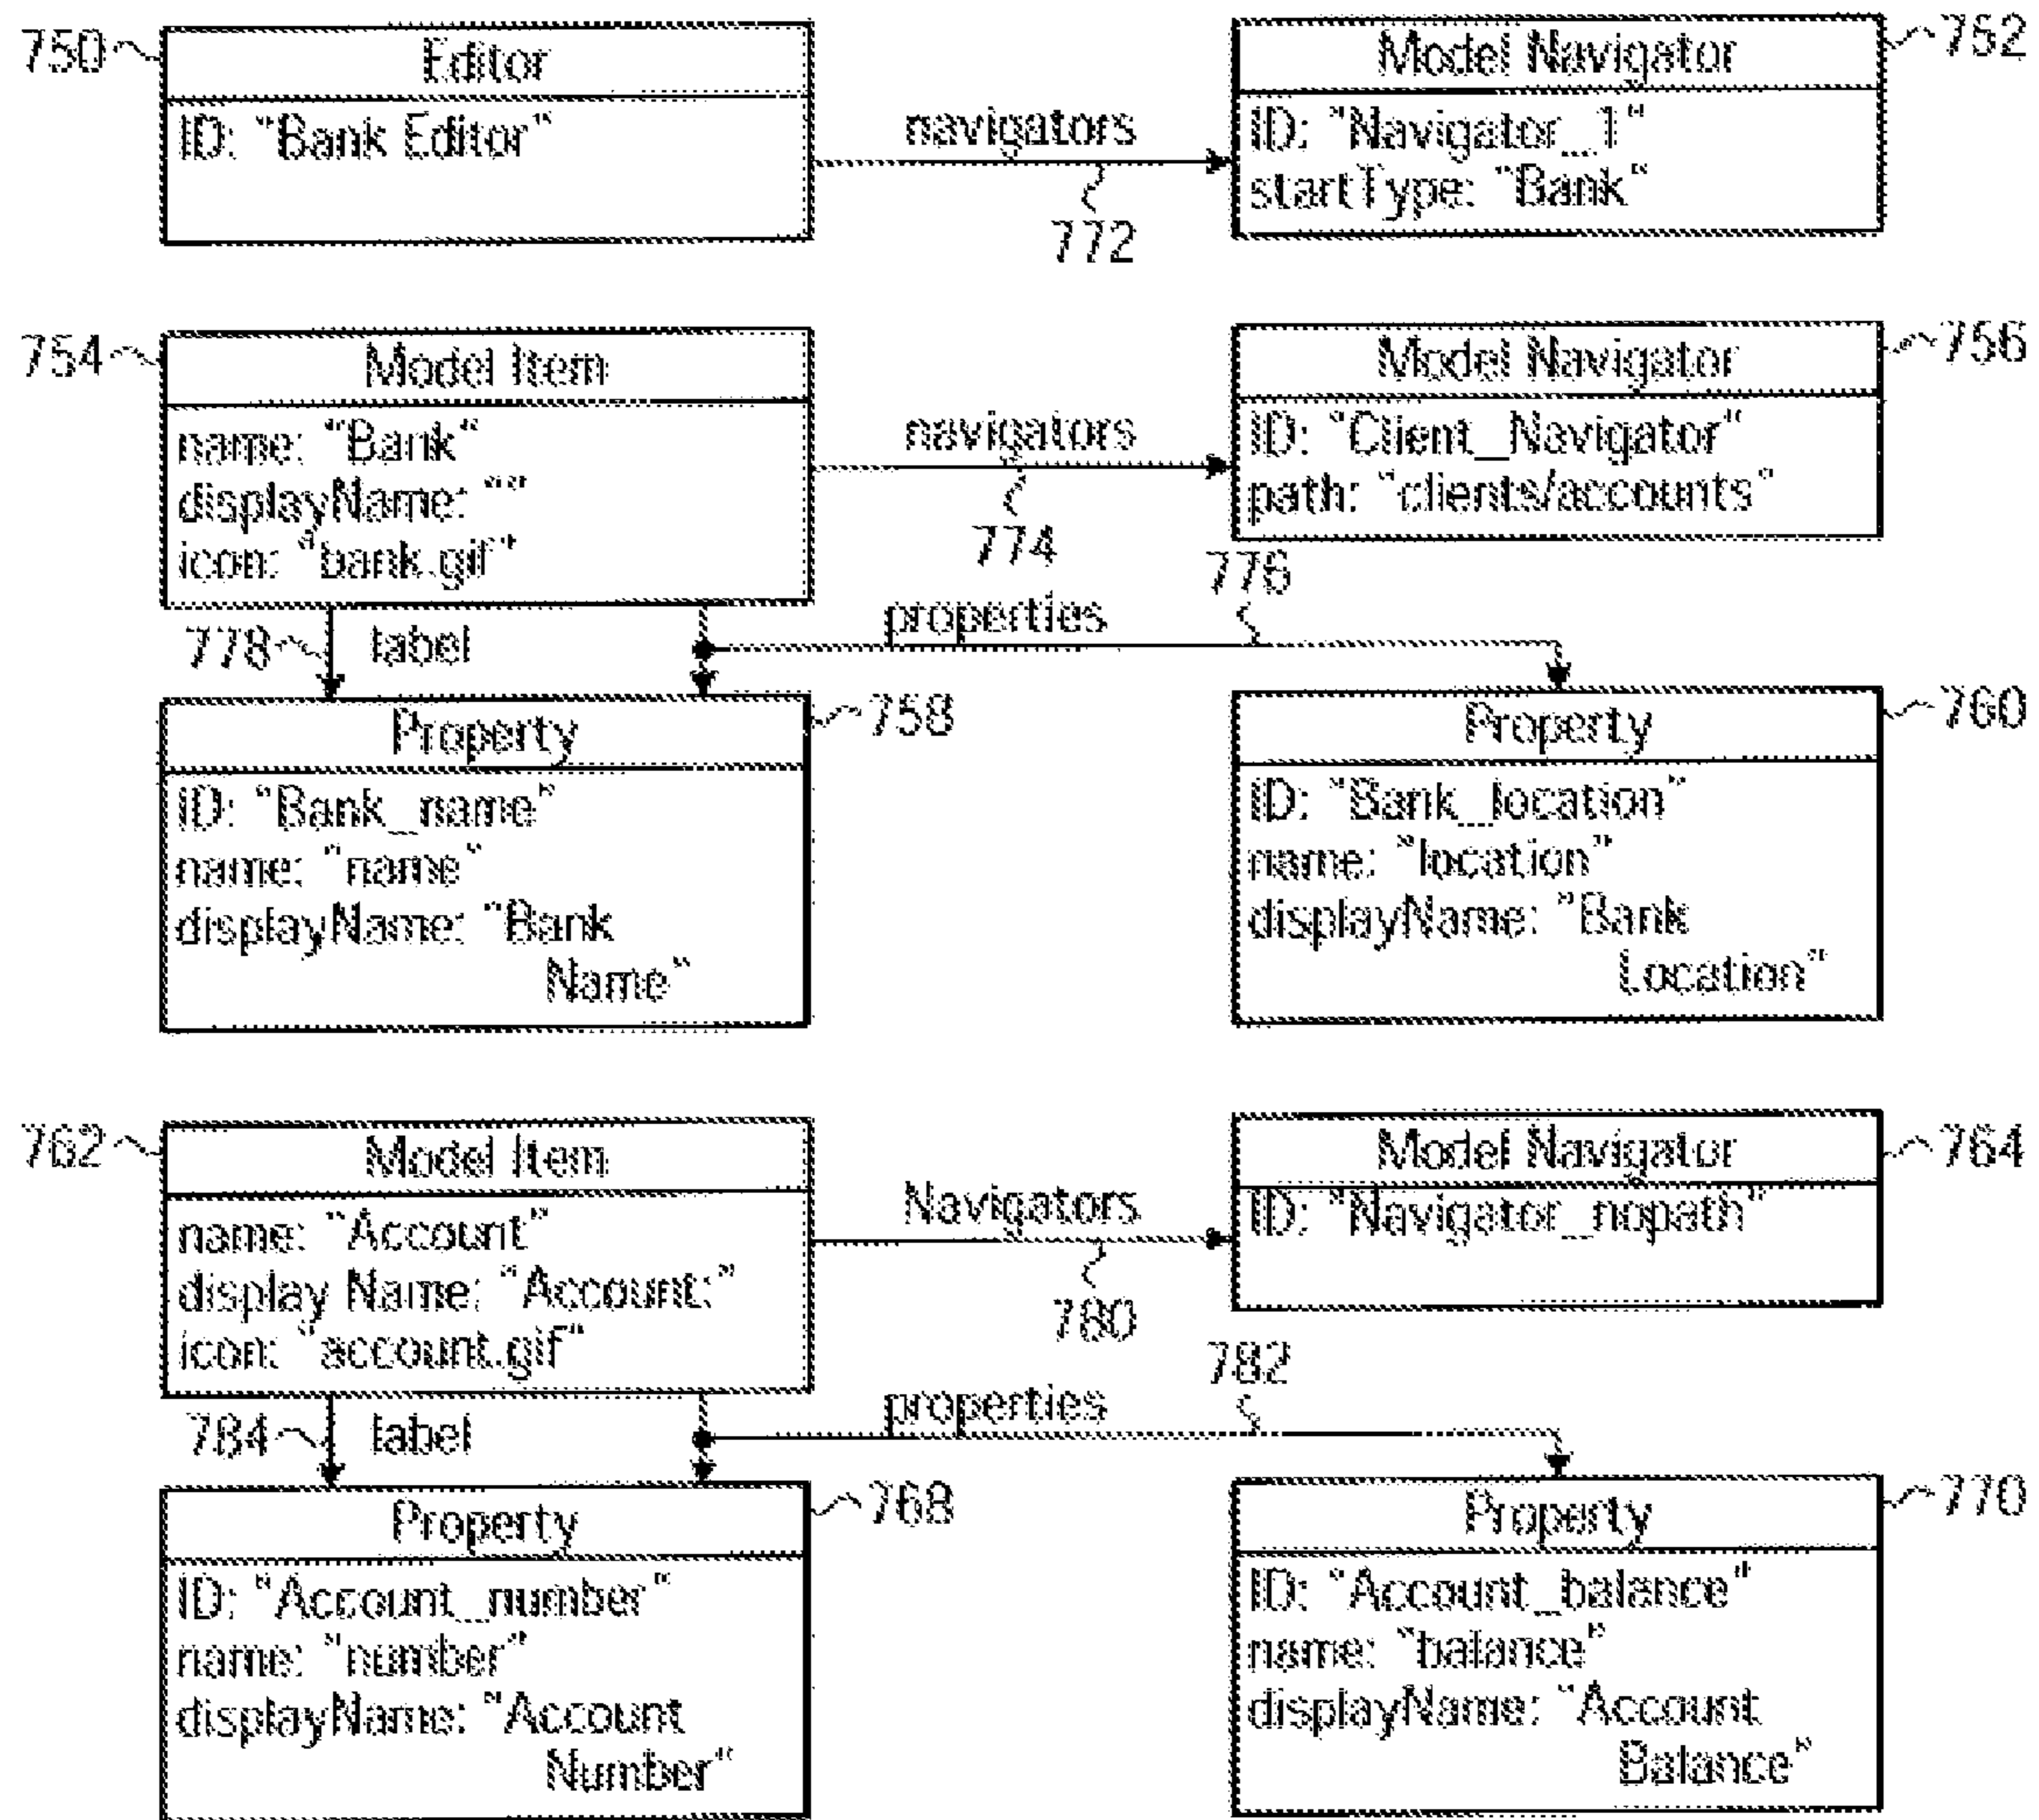 750
Editor
ID: "Bank Editor"
navigators
772
Model Navigator
752
ID: "Navigator_1"
startType: "Bank"
754
Model Item
name: "Bank"
displayName: ""
icon: "bank.gif"
navigators
774
Model Navigator
756
ID: "Client_Navigator"
path: "clients/accounts"
776
778
label
properties
Property
758
ID: "Bank_name"
name: "name"
displayName: "Bank
Name"
Property
760
ID: "Bank_location"
name: "location"
displayName: "Bank
Location"
762
Model Item
name: "Account"
display Name: "Account:"
icon: "account.gif"
Navigators
780
Model Navigator
764
ID: "Navigator_nopath"
782
784
label
properties
Property
768
ID: "Account_number"
name: "number"
displayName: "Account
Number"
Property
770
ID: "Account_balance"
name: "balance"
displayName: "Account
Balance"